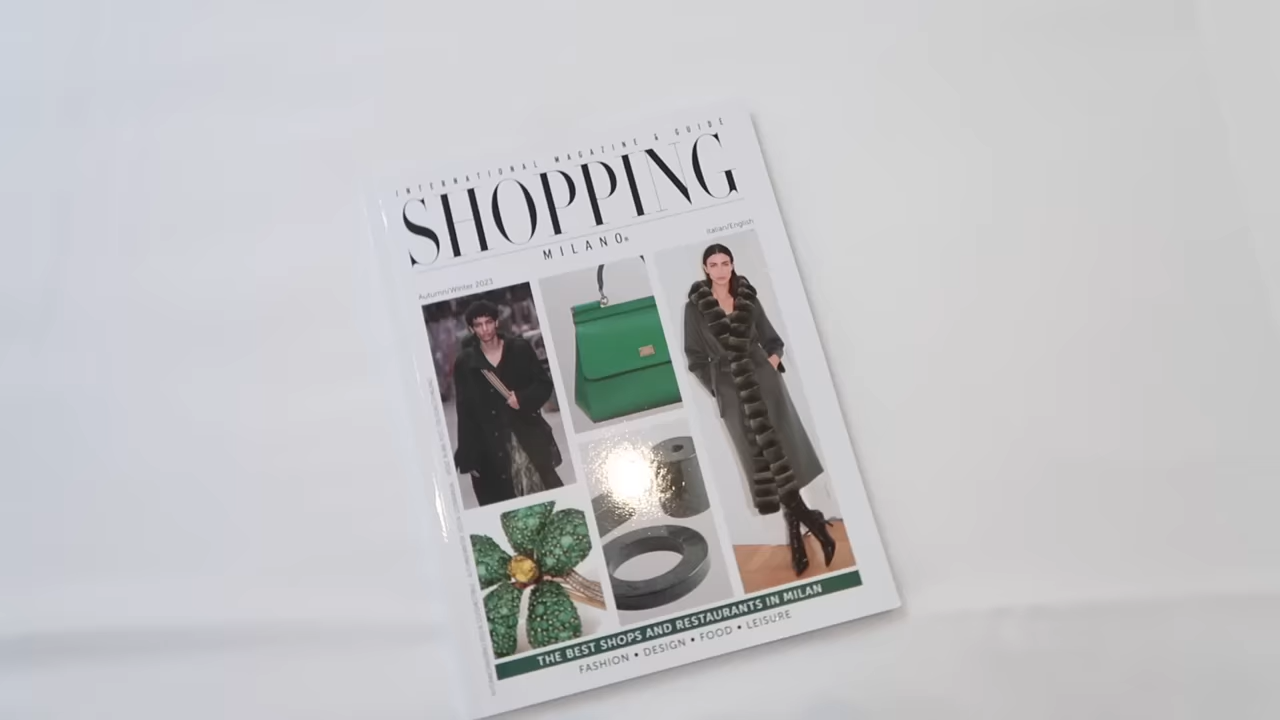 INTERNATIONAL MAGAZINE & GUIDE
SHOPPING
MILANO®
Italian/English
Autumn/Winter 2023
THE BEST SHOPS AND RESTAURANTS IN MILAN
FASHION • DESIGN • FOOD • LEISURE